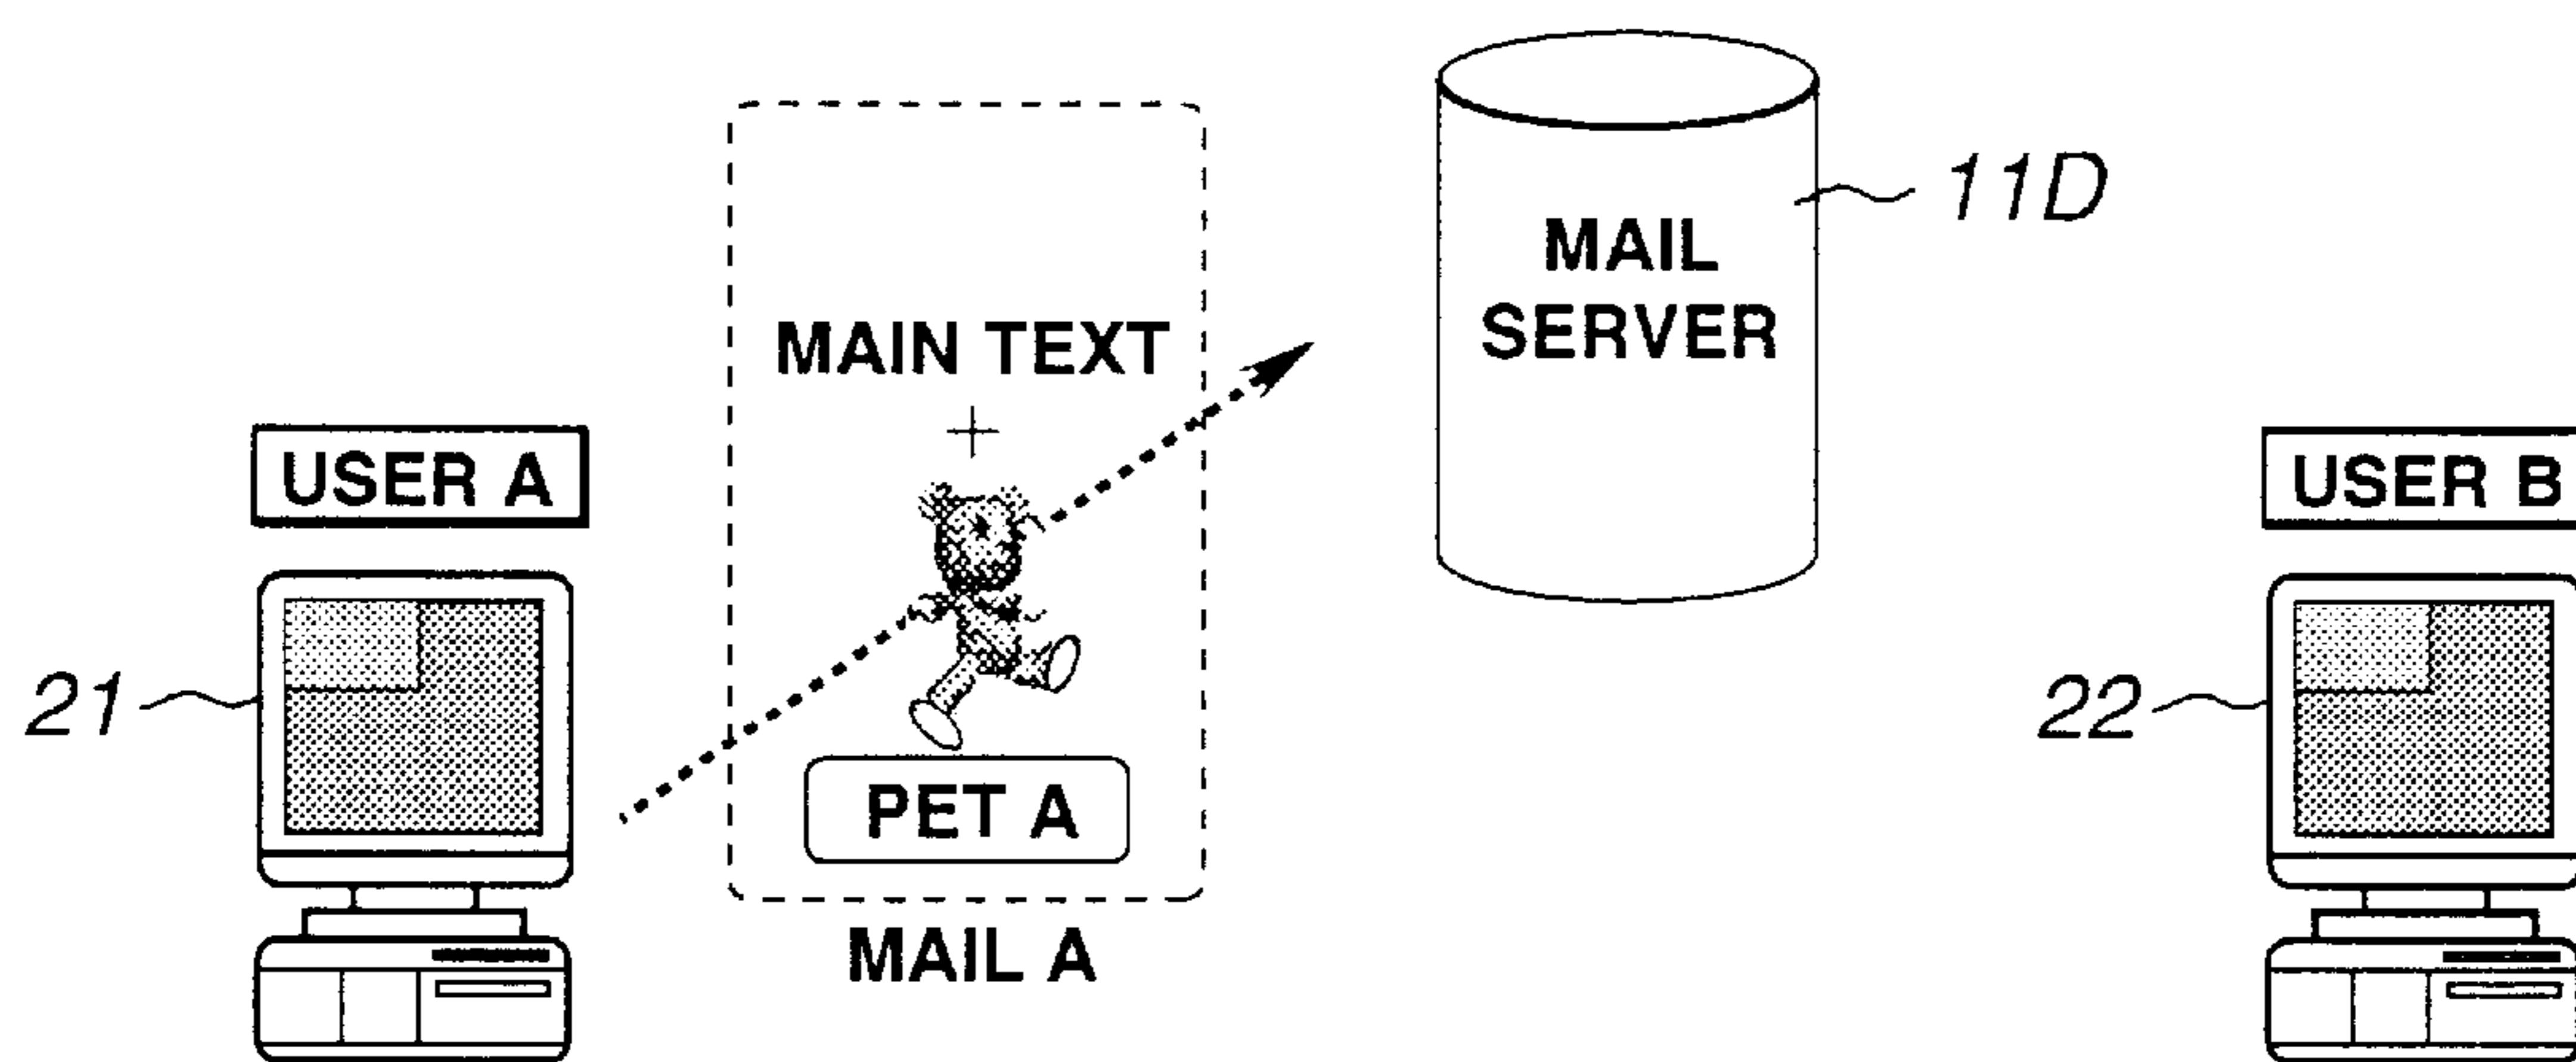 11D
MAIL
SERVER
MAIN TEXT
+
USER A
USER B
21
22
PET A
MAIL A